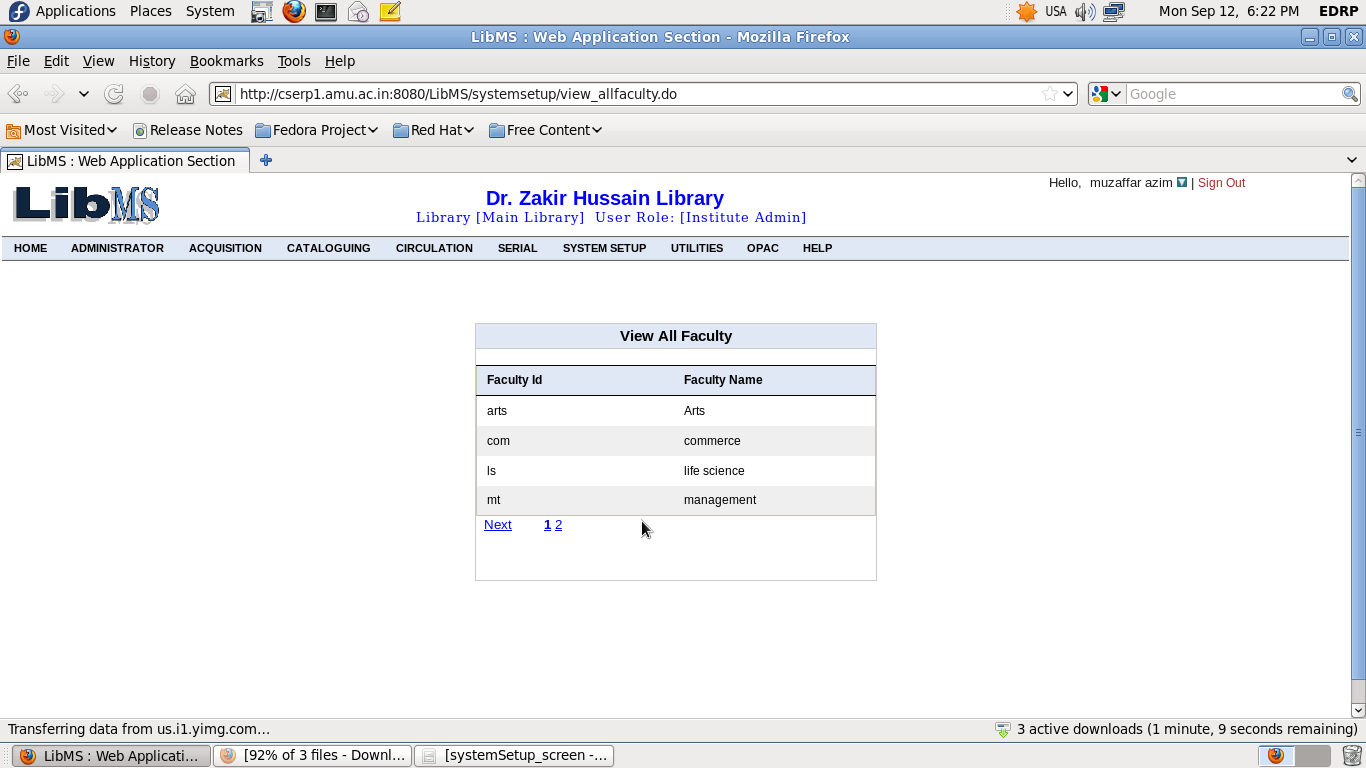 Applications Places System USA Mon Sep 12, 6:22 PM EDRP
LibMS : Web Application Section - Mozilla Firefox
File Edit View History Bookmarks Tools Help
http://cserp1.amu.ac.in:8080/LibMS/systemsetup/view_allfaculty.do Google
Most Visited Release Notes Fedora Project Red Hat Free Content
LibMS : Web Application Section
Hello, muzaffar azim | Sign Out
LibMS
Dr. Zakir Hussain Library
Library [Main Library] User Role: [Institute Admin]
HOME ADMINISTRATOR ACQUISITION CATALOGUING CIRCULATION SERIAL SYSTEM SETUP UTILITIES OPAC HELP
View All Faculty
Faculty Id Faculty Name
arts Arts
com commerce
ls life science
mt management
Next 1 2
Transferring data from us.i1.yimg.com... 3 active downloads (1 minute, 9 seconds remaining)
LibMS : Web Applicati... [92% of 3 files - Downl... [systemSetup_screen -...